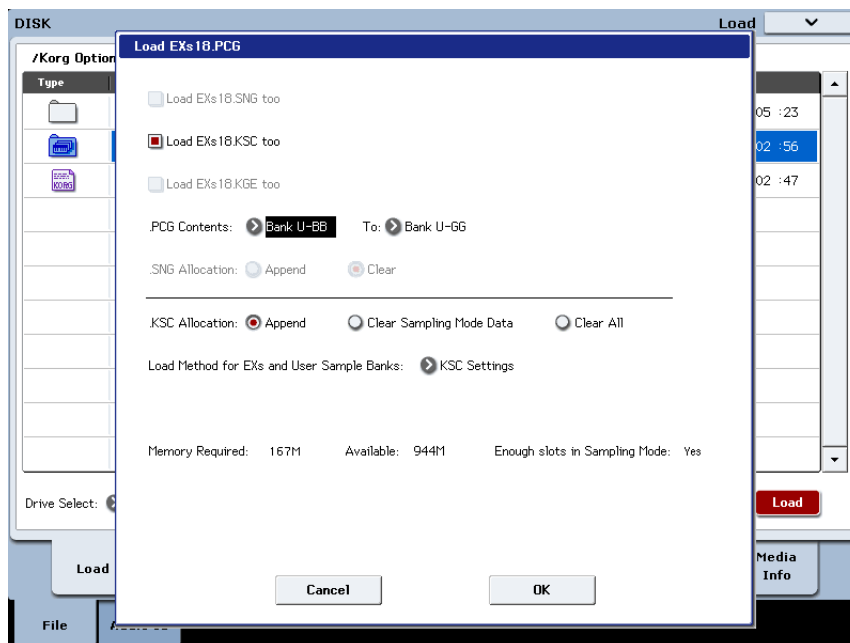 DISK
Load
Load EXs18.PCG
/Korg Option
Type
Load EXs18.SNG too
05 :23
Load EXs18.KSC too
02 :56
KORG
Load EXs18.KGE too
02 :47
.PCG Contents: Bank U-BB To: Bank U-GG
.SNG Allocation: Append Clear
.KSC Allocation: Append Clear Sampling Mode Data Clear All
Load Method for EXs and User Sample Banks: KSC Settings
Memory Required: 167M Available: 944M Enough slots in Sampling Mode: Yes
Drive Select:
Load
Load
Media
Info
Cancel OK
File